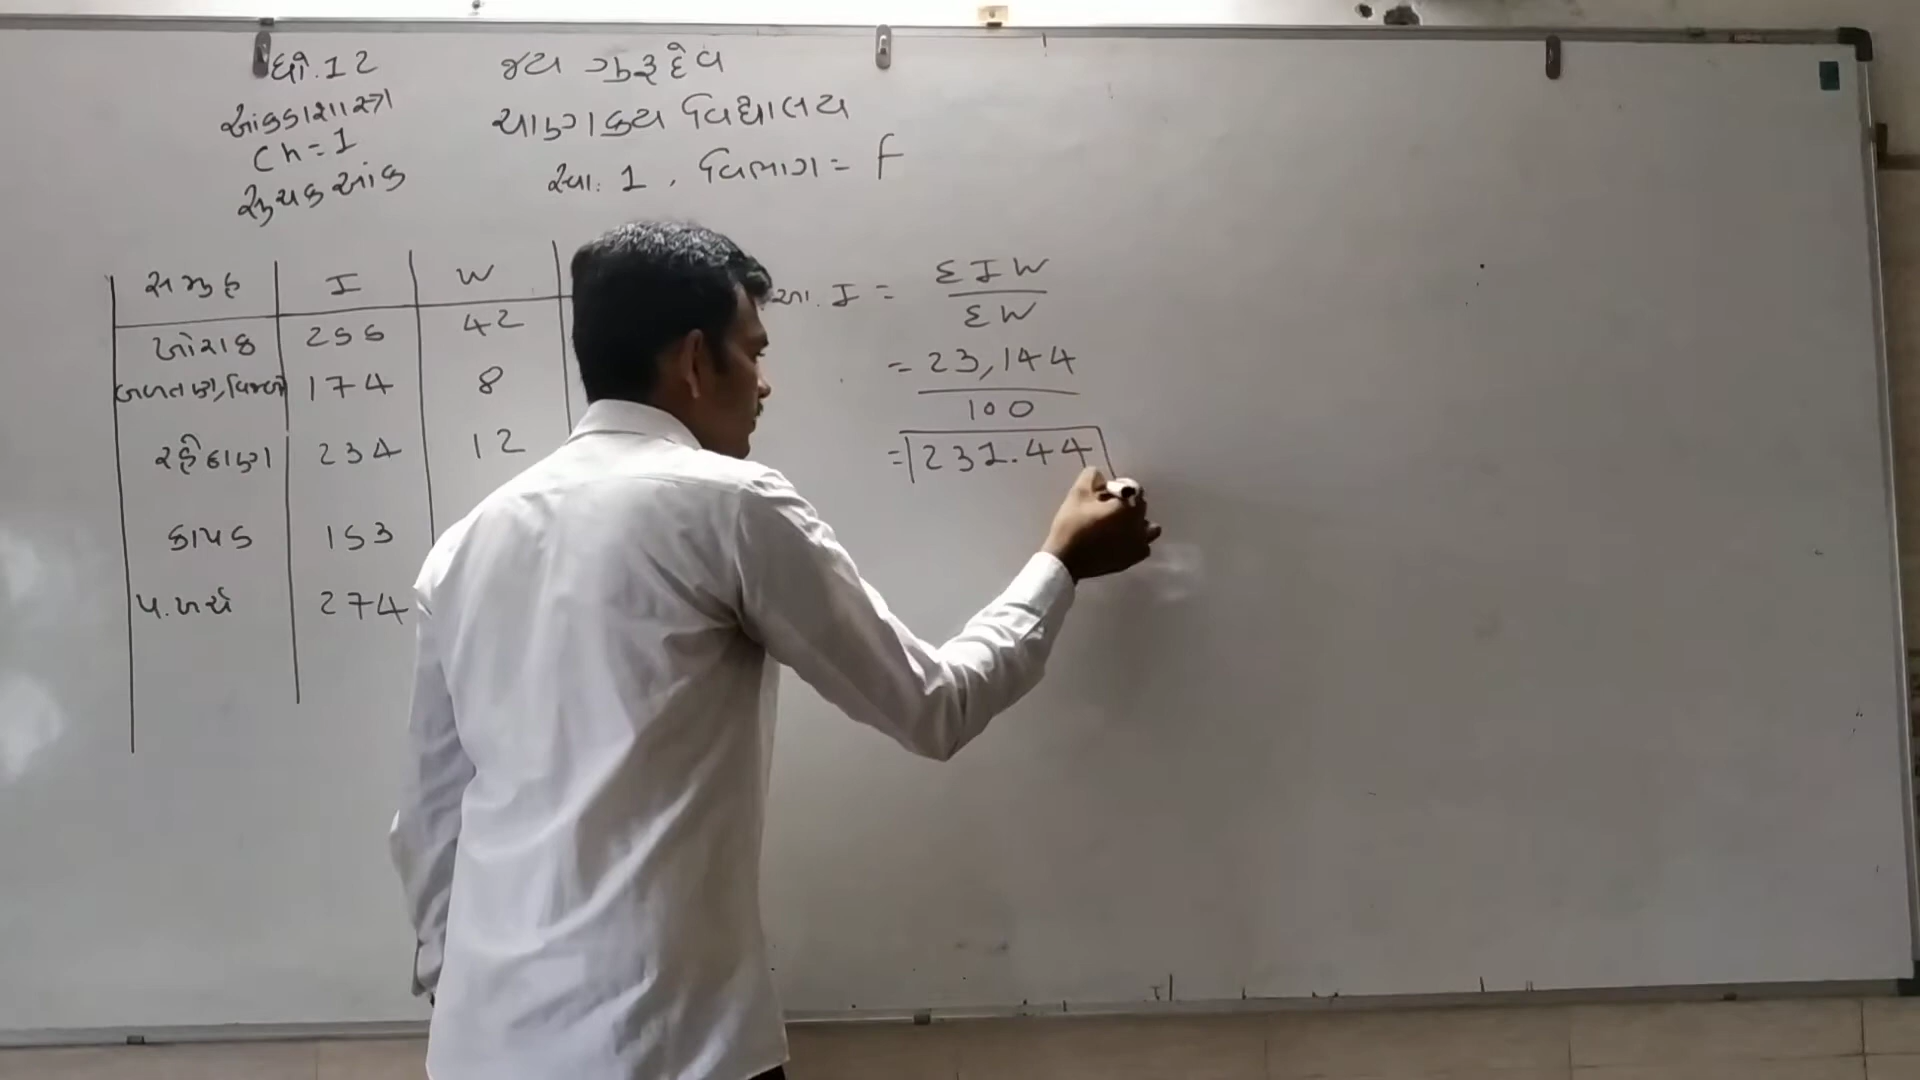 ધો. 12
જય ગુરૂદેવ
આંકડાશાસ્ત્ર
ચાણક્ય વિદ્યાલય
Ch = 1
સૂચક આંક
સ્વા. 1, વિભાગ = F
સમુહ I W
ખોરાક 256 42
બળતણ, વિજળી 174 8
રહેઠાણ 234 12
કાપડ 153
પ. ખર્ચ 274
આ. I = ΣIW / ΣW
= 23,144 / 100
= 231.44